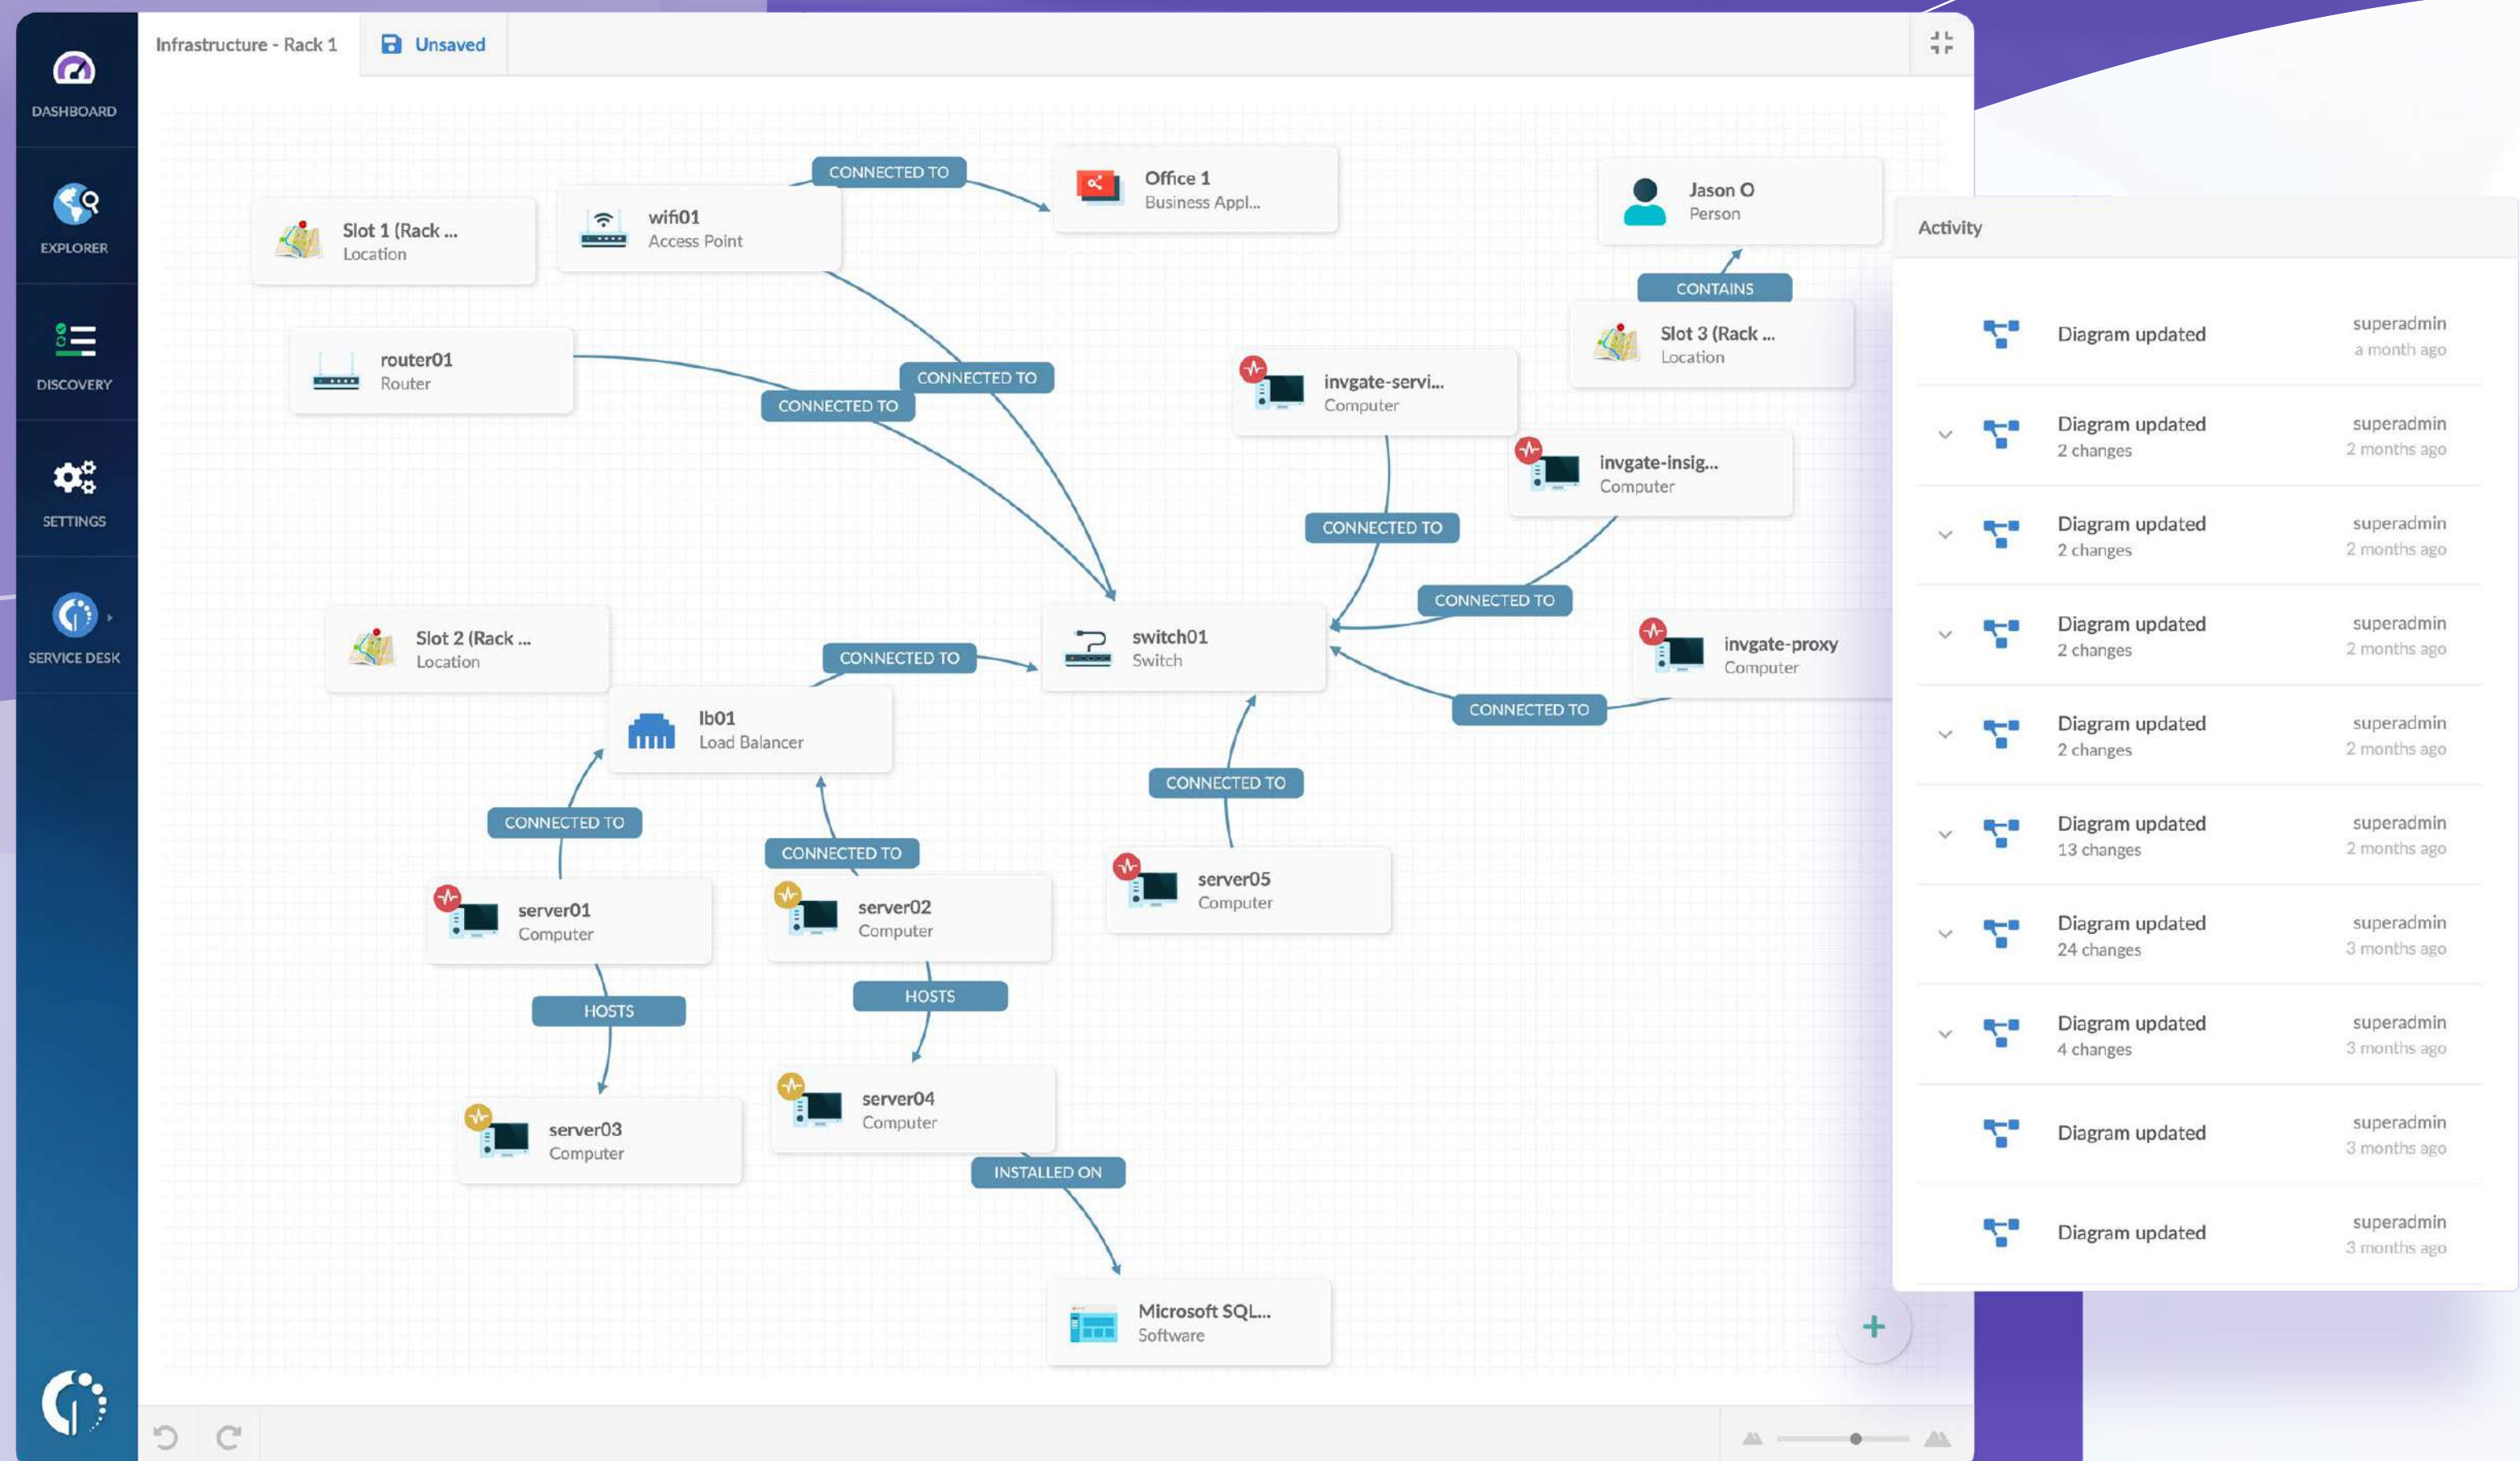 Infrastructure - Rack 1
Unsaved
DASHBOARD
EXPLORER
DISCOVERY
SETTINGS
SERVICE DESK
CONNECTED TO
Office 1
Business Appl...
Jason O
Person
Slot 1 (Rack ...
Location
wifi01
Access Point
CONTAINS
Slot 3 (Rack ...
Location
router01
Router
CONNECTED TO
CONNECTED TO
invgate-servi...
Computer
invgate-insig...
Computer
CONNECTED TO
CONNECTED TO
Slot 2 (Rack ...
Location
CONNECTED TO
switch01
Switch
invgate-proxy
Computer
CONNECTED TO
lb01
Load Balancer
CONNECTED TO
CONNECTED TO
CONNECTED TO
server01
Computer
server02
Computer
server05
Computer
HOSTS
HOSTS
server03
Computer
server04
Computer
INSTALLED ON
Microsoft SQL...
Software
Activity
Diagram updated
superadmin
a month ago
Diagram updated
2 changes
superadmin
2 months ago
Diagram updated
2 changes
superadmin
2 months ago
Diagram updated
2 changes
superadmin
2 months ago
Diagram updated
2 changes
superadmin
2 months ago
Diagram updated
13 changes
superadmin
2 months ago
Diagram updated
24 changes
superadmin
3 months ago
Diagram updated
4 changes
superadmin
3 months ago
Diagram updated
superadmin
3 months ago
Diagram updated
superadmin
3 months ago